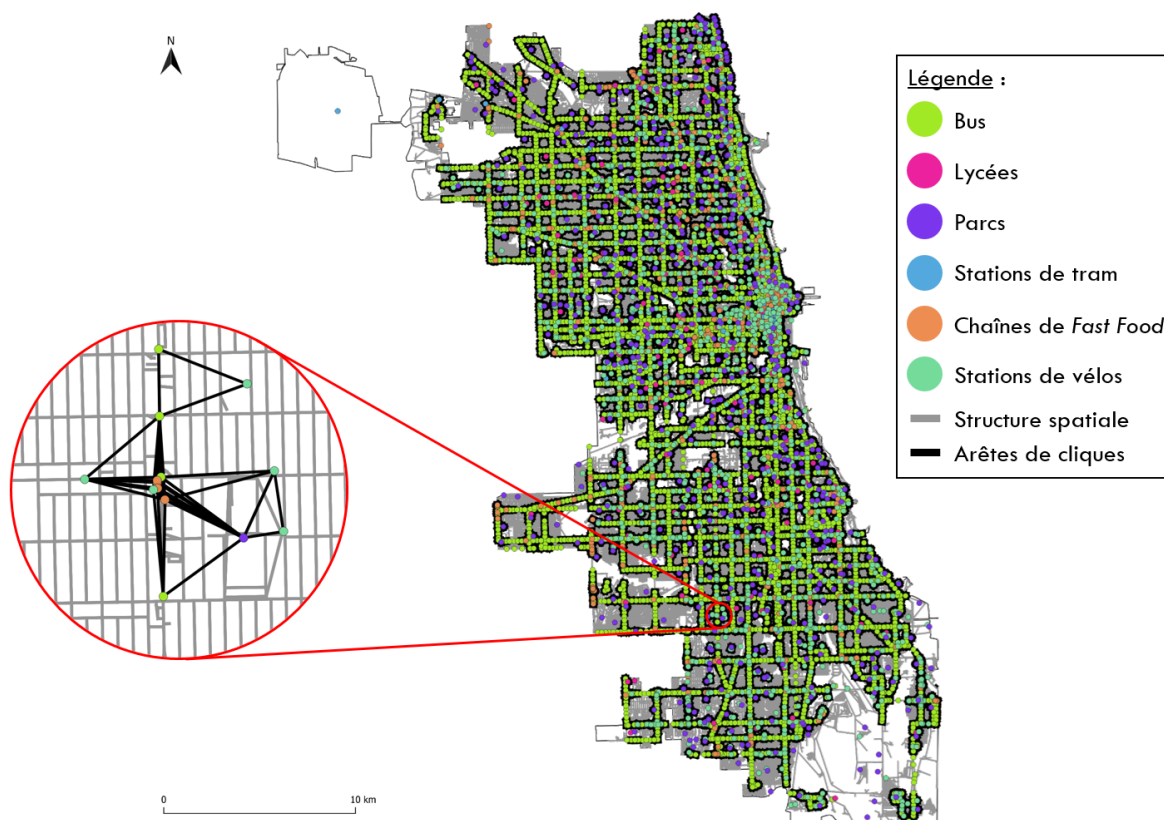 N
Légende :
Bus
Lycées
Parcs
Stations de tram
Chaînes de Fast Food
Stations de vélos
Structure spatiale
Arêtes de cliques
0 10 km